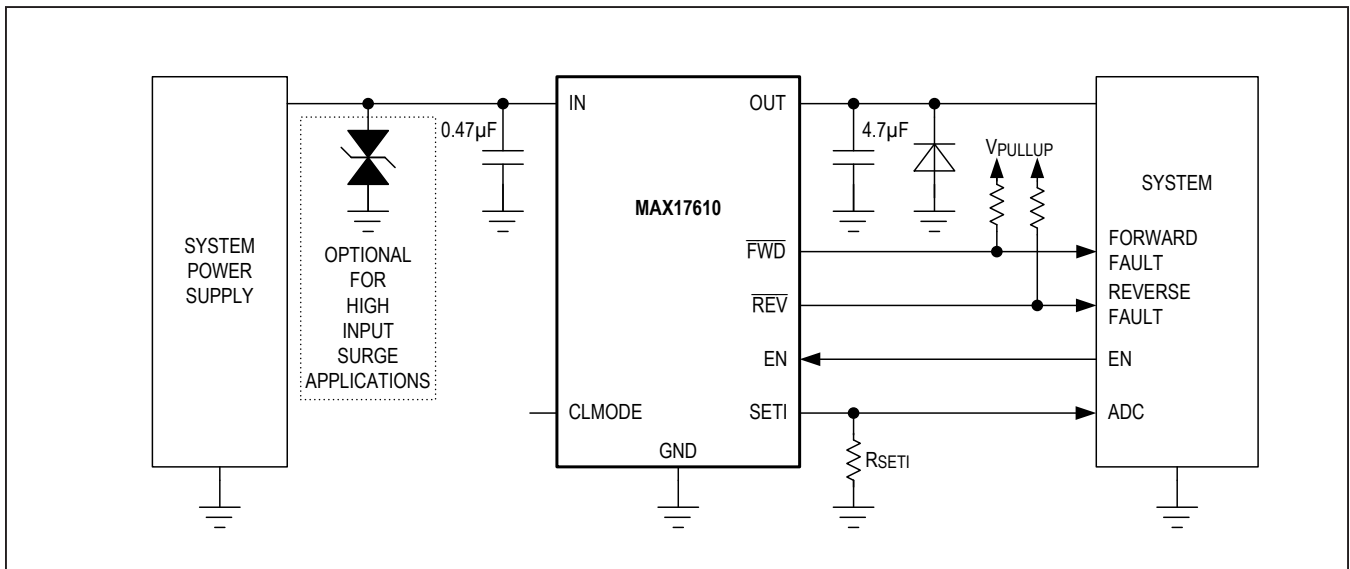 SYSTEM
POWER
SUPPLY
OPTIONAL
FOR
HIGH
INPUT
SURGE
APPLICATIONS
0.47µF
IN
OUT
MAX17610
FWD
REV
EN
CLMODE
SETI
GND
4.7µF
VPULLUP
RSETI
SYSTEM
FORWARD
FAULT
REVERSE
FAULT
EN
ADC